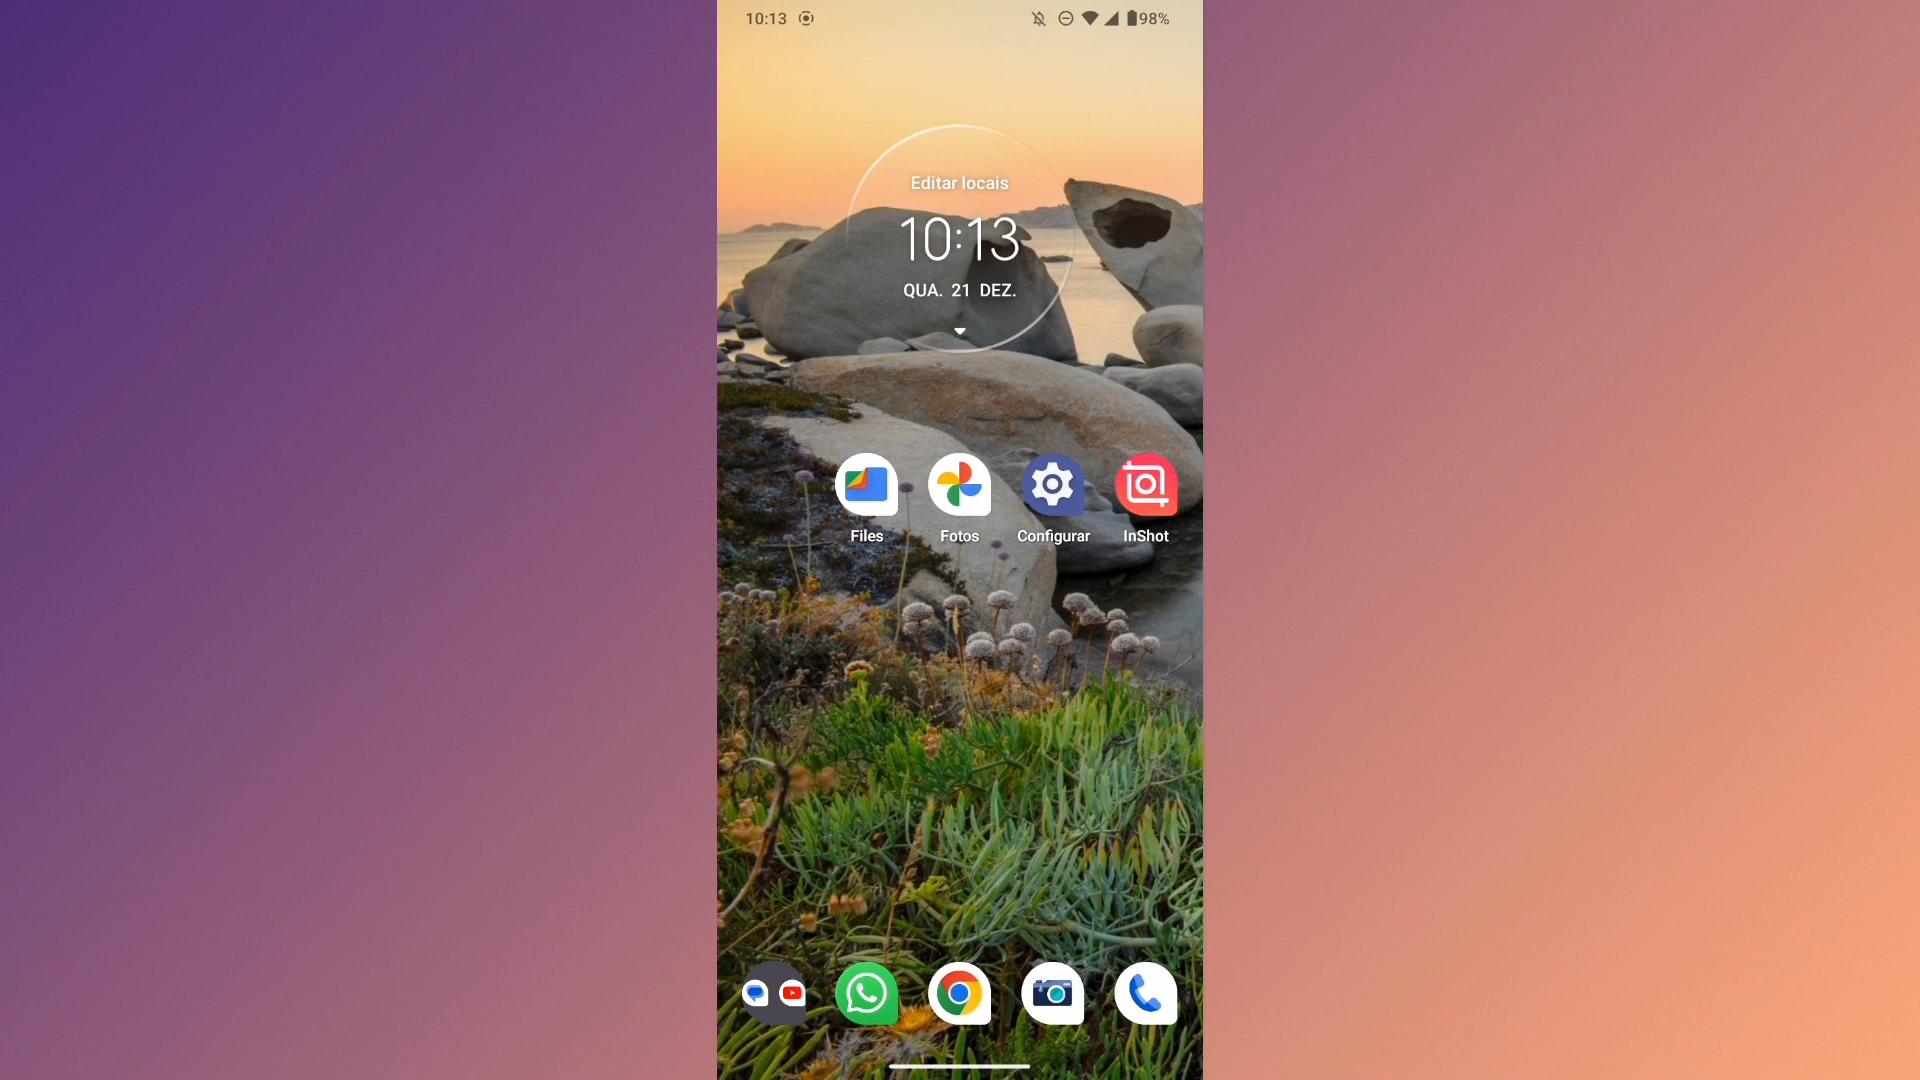 10:13
98%
Editar locais
10:13
QUA. 21 DEZ.
Files
Fotos
Configurar
InShot